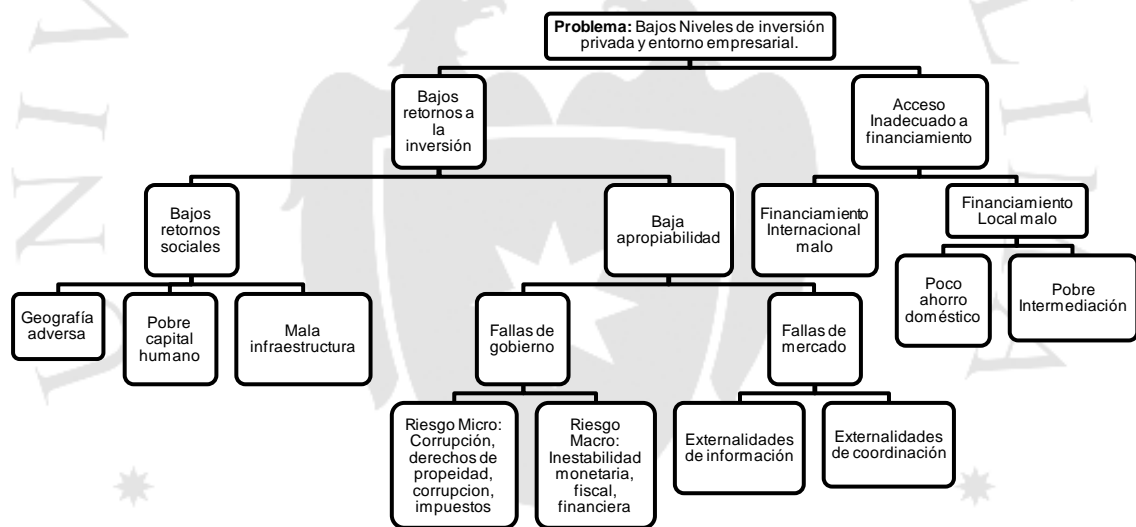 Problema: Bajos Niveles de inversión
privada y entorno empresarial.
Bajos
retornos a
la
inversión
Acceso
Inadecuado a
financiamiento
Bajos
retornos
sociales
Baja
apropiabilidad
Financiamiento
Internacional
malo
Financiamiento
Local malo
Geografía
adversa
Pobre
capital
humano
Mala
infraestructura
Fallas de
gobierno
Fallas de
mercado
Poco
ahorro
doméstico
Pobre
Intermediación
Riesgo Micro:
Corrupción,
derechos de
propeidad,
corrupcion,
impuestos
Riesgo
Macro:
Inestabilidad
monetaria,
fiscal,
financiera
Externalidades
de información
Externalidades
de coordinación